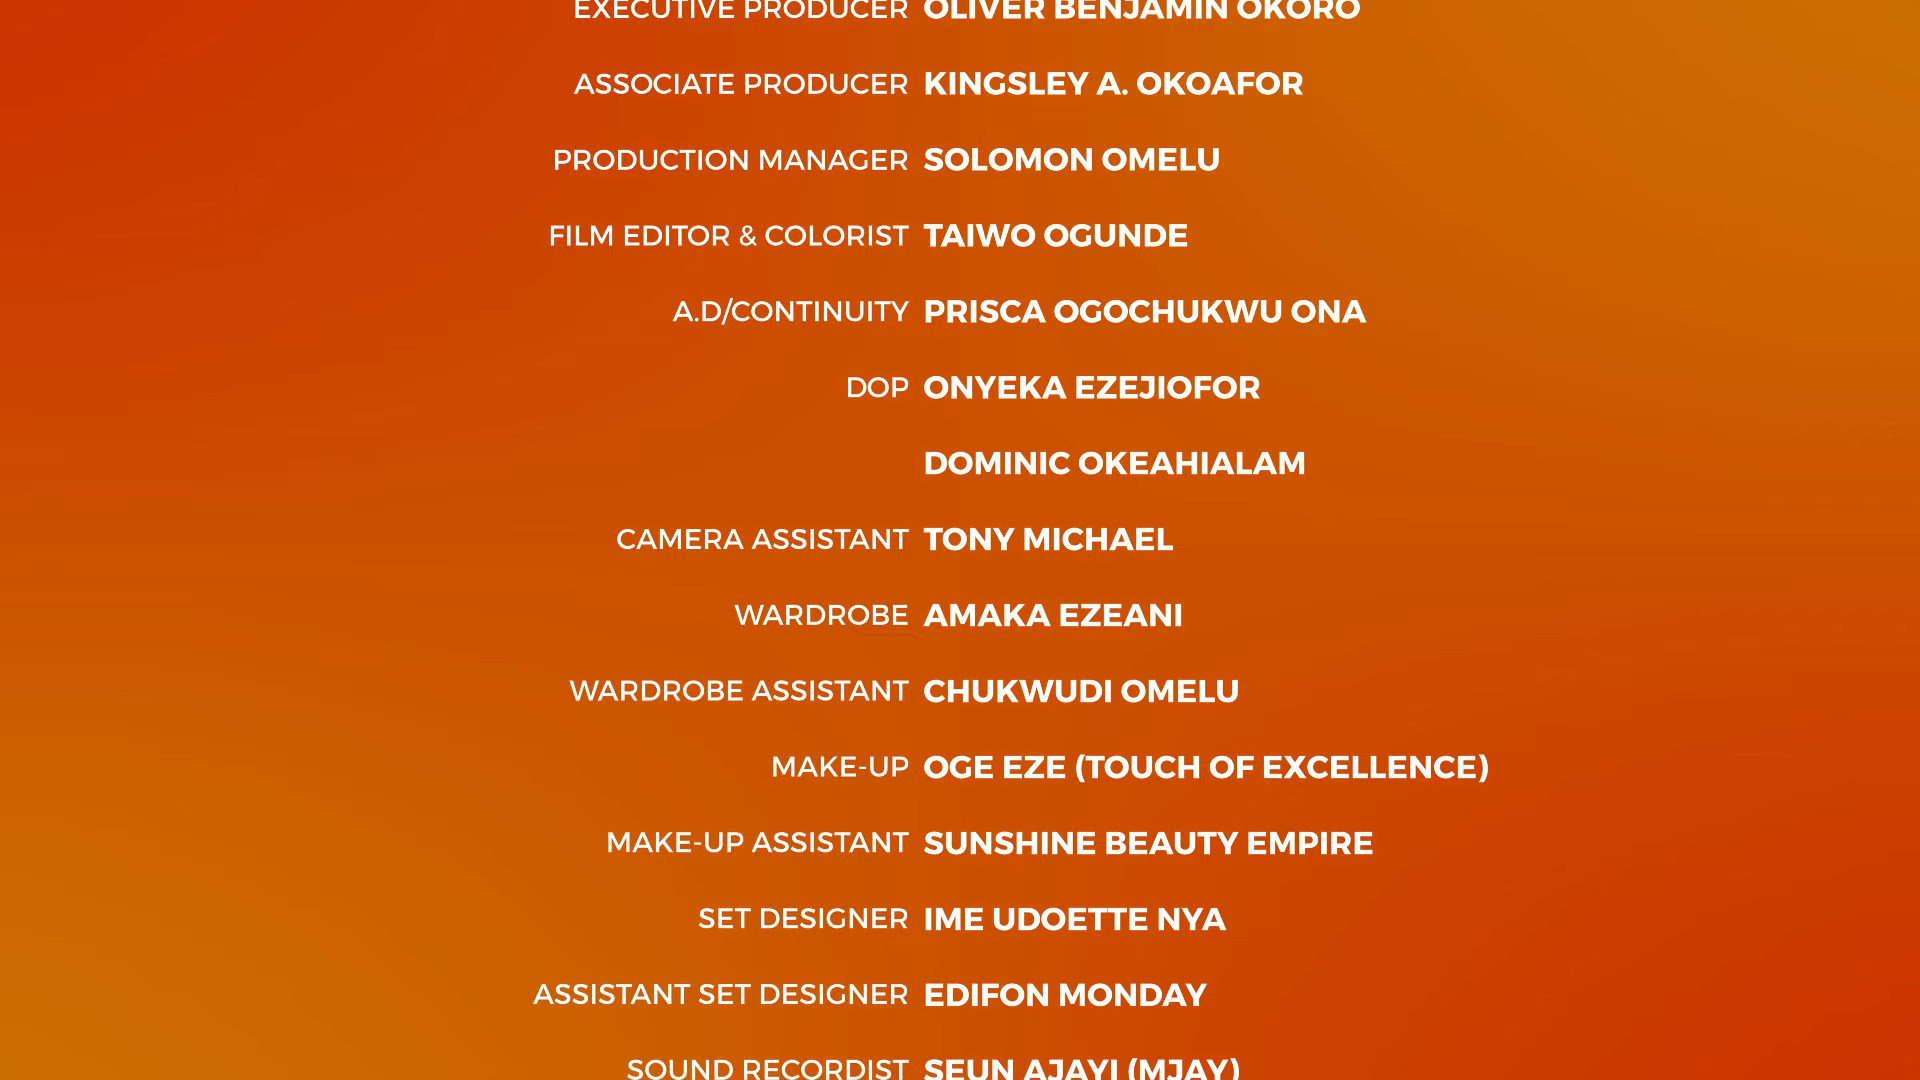 EXECUTIVE PRODUCER OLIVER BENJAMIN OKORO
ASSOCIATE PRODUCER KINGSLEY A. OKOAFOR
PRODUCTION MANAGER SOLOMON OMELU
FILM EDITOR & COLORIST TAIWO OGUNDE
A.D/CONTINUITY PRISCA OGOCHUKWU ONA
DOP ONYEKA EZEJIOFOR
DOMINIC OKEAHIALAM
CAMERA ASSISTANT TONY MICHAEL
WARDROBE AMAKA EZEANI
WARDROBE ASSISTANT CHUKWUDI OMELU
MAKE-UP OGE EZE (TOUCH OF EXCELLENCE)
MAKE-UP ASSISTANT SUNSHINE BEAUTY EMPIRE
SET DESIGNER IME UDOETTE NYA
ASSISTANT SET DESIGNER EDIFON MONDAY
SOUND RECORDIST SEUN AJAYI (MJAY)